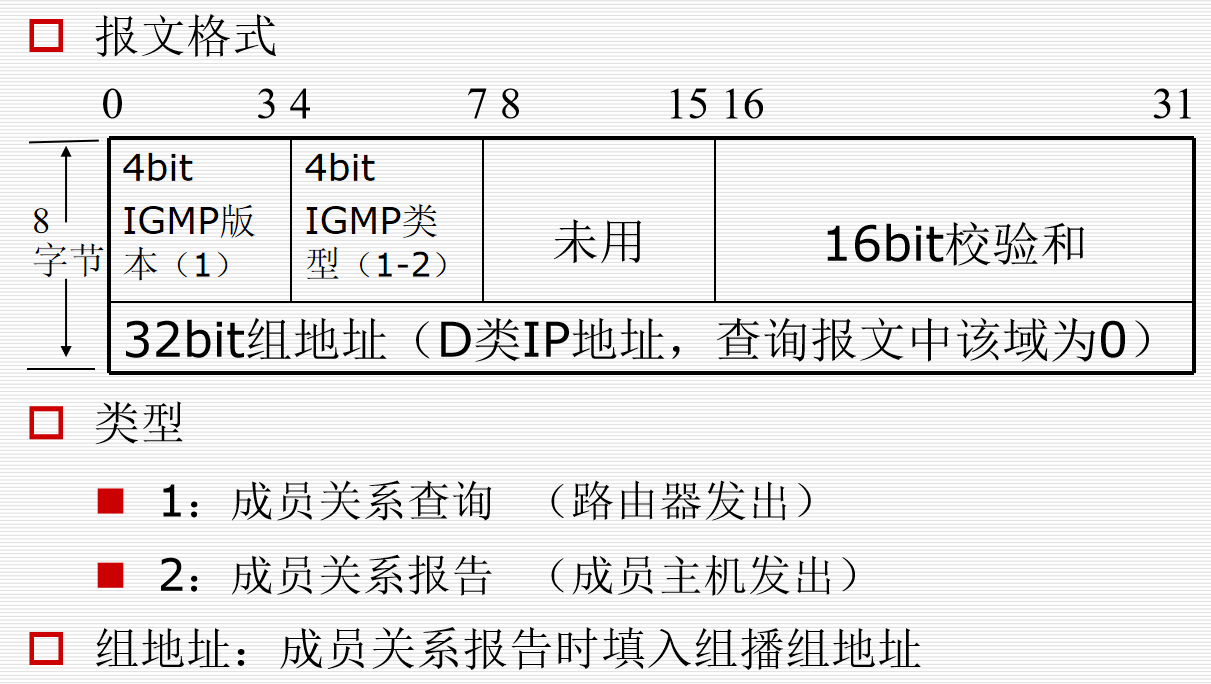 报文格式
0 3 4 7 8 15 16 31
8
字节
4bit
IGMP版
本（1）
4bit
IGMP类
型（1-2）
未用
16bit校验和
32bit组地址（D类IP地址，查询报文中该域为0）
类型
1：成员关系查询 （路由器发出）
2：成员关系报告 （成员主机发出）
组地址：成员关系报告时填入组播组地址